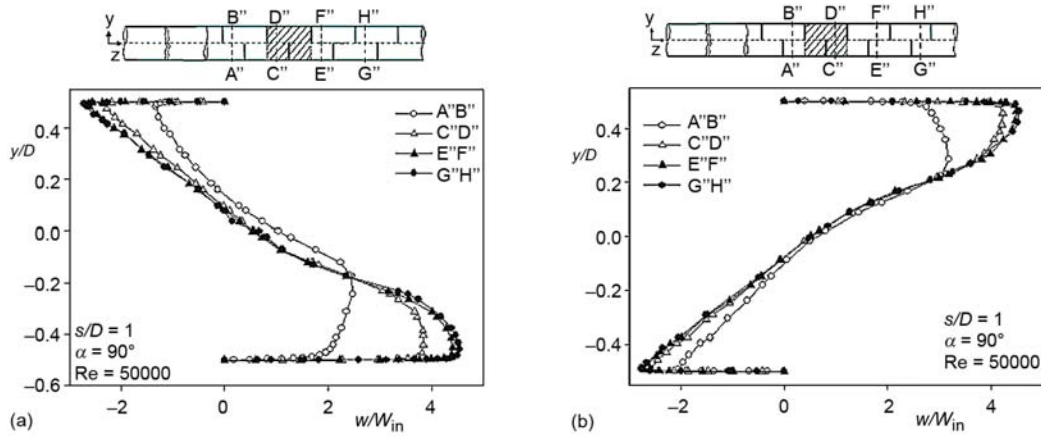 B" D" F" H"
y
z
A" C" E" G"
0.4
y/D
0.2
0.0
−0.2
−0.4
−0.6
A"B"
C"D"
E"F"
G"H"
s/D = 1
α = 90°
Re = 50000
−2 0 2 4
w/Win
(a)
B" D" F" H"
y
z
A" C" E" G"
0.4
y/D
0.2
0.0
−0.2
−0.4
A"B"
C"D"
E"F"
G"H"
s/D = 1
α = 90°
Re = 50000
−2 0 2 4
w/Win
(b)